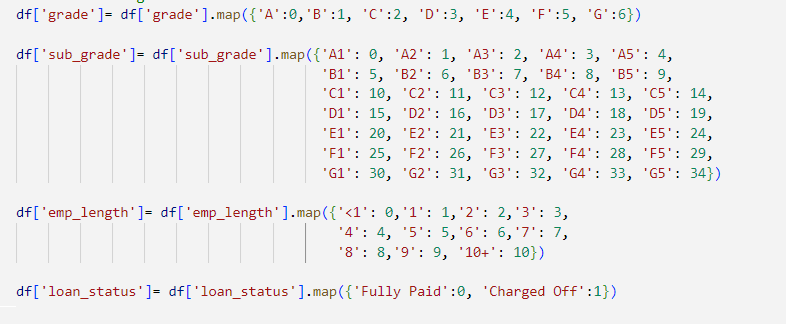 df['grade']= df['grade'].map({'A':0,'B':1, 'C':2, 'D':3, 'E':4, 'F':5, 'G':6})
df['sub_grade']= df['sub_grade'].map({'A1': 0, 'A2': 1, 'A3': 2, 'A4': 3, 'A5': 4,
'B1': 5, 'B2': 6, 'B3': 7, 'B4': 8, 'B5': 9,
'C1': 10, 'C2': 11, 'C3': 12, 'C4': 13, 'C5': 14,
'D1': 15, 'D2': 16, 'D3': 17, 'D4': 18, 'D5': 19,
'E1': 20, 'E2': 21, 'E3': 22, 'E4': 23, 'E5': 24,
'F1': 25, 'F2': 26, 'F3': 27, 'F4': 28, 'F5': 29,
'G1': 30, 'G2': 31, 'G3': 32, 'G4': 33, 'G5': 34})
df['emp_length']= df['emp_length'].map({'<1': 0,'1': 1,'2': 2,'3': 3,
'4': 4, '5': 5,'6': 6,'7': 7,
'8': 8,'9': 9, '10+': 10})
df['loan_status']= df['loan_status'].map({'Fully Paid':0, 'Charged Off':1})